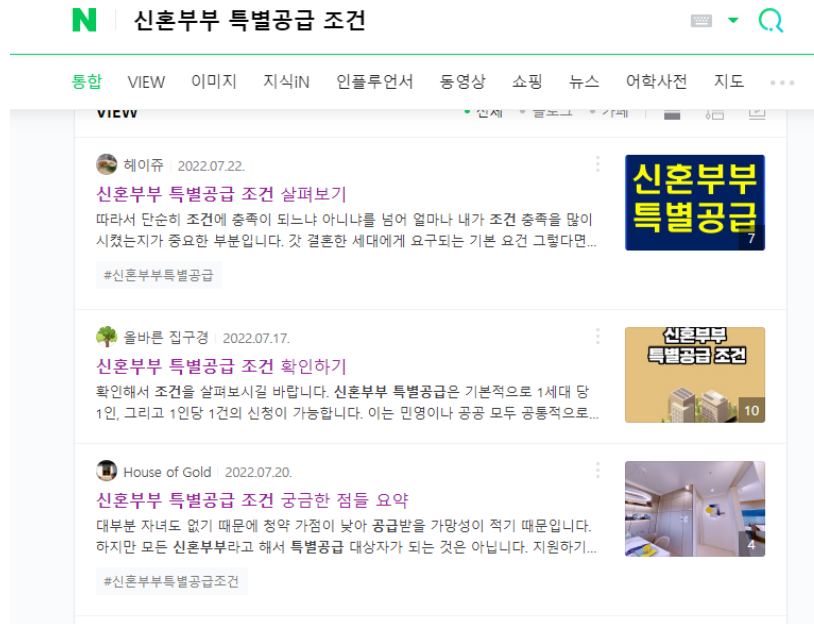 N 신혼부부 특별공급 조건
통합 VIEW 이미지 지식iN 인플루언서 동영상 쇼핑 뉴스 어학사전 지도
VIEW 전체 블로그 카페
헤이쥬 2022.07.22.
신혼부부 특별공급 조건 살펴보기
따라서 단순히 조건에 충족이 되느냐 아니냐를 넘어 얼마나 내가 조건 충족을 많이
시켰는지가 중요한 부분입니다. 갓 결혼한 세대에게 요구되는 기본 요건 그렇다면...
#신혼부부특별공급
신혼부부
특별공급
7
올바른 집구경 2022.07.17.
신혼부부 특별공급 조건 확인하기
확인해서 조건을 살펴보시길 바랍니다. 신혼부부 특별공급은 기본적으로 1세대 당
1인, 그리고 1인당 1건의 신청이 가능합니다. 이는 민영이나 공공 모두 공통적으로...
신혼부부
특별공급 조건
10
House of Gold 2022.07.20.
신혼부부 특별공급 조건 궁금한 점들 요약
대부분 자녀도 없기 때문에 청약 가점이 낮아 공급받을 가망성이 적기 때문입니다.
하지만 모든 신혼부부라고 해서 특별공급 대상자가 되는 것은 아닙니다. 지원하기...
#신혼부부특별공급조건
4